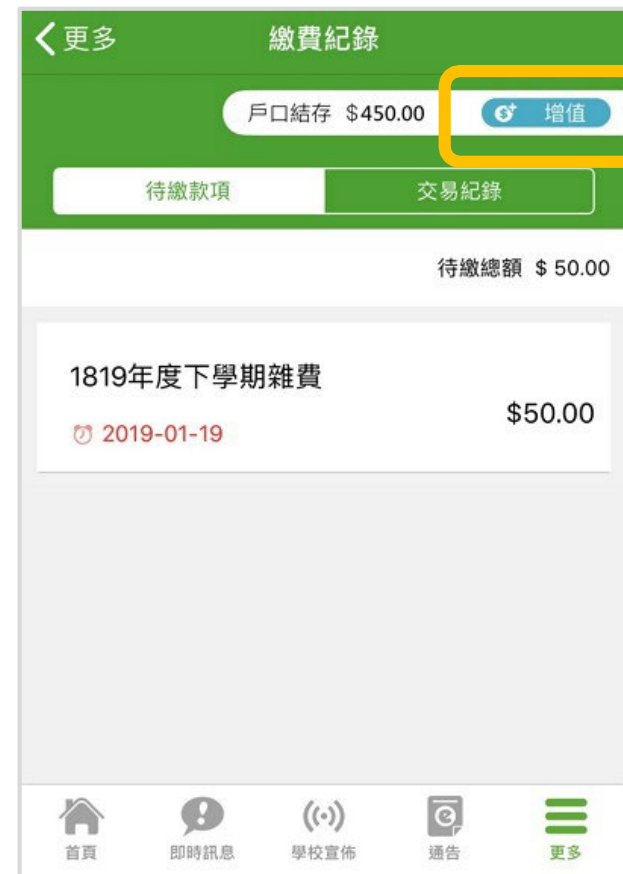 更多
繳費紀錄
戶口結存 $450.00
增值
待繳款項
交易紀錄
待繳總額 $ 50.00
1819年度下學期雜費
$50.00
2019-01-19
首頁
即時訊息
學校宣佈
通告
更多